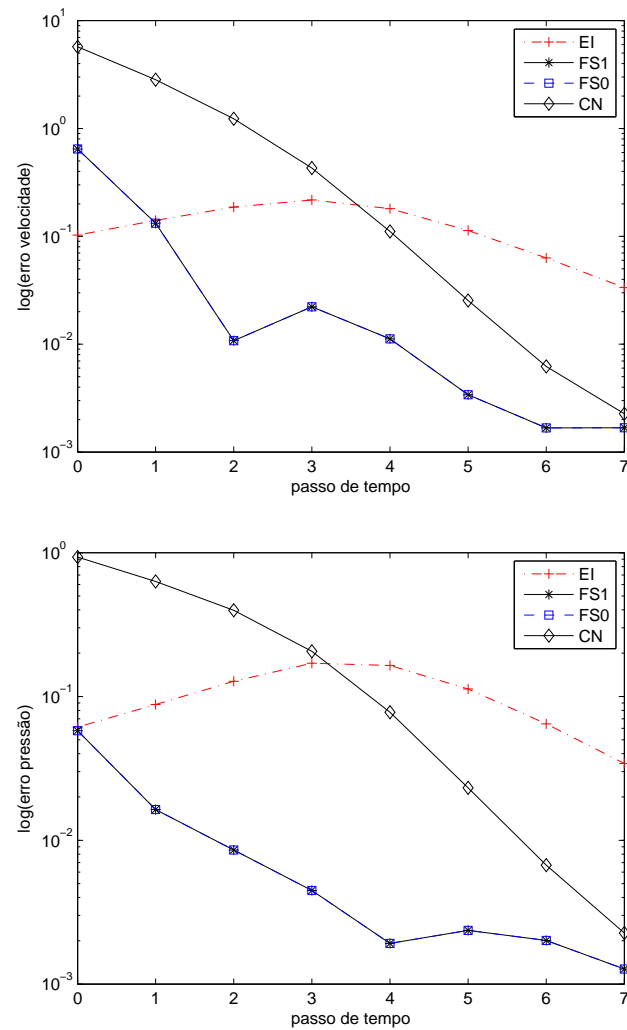 10^1
10^0
10^-1
10^-2
10^-3
log(erro velocidade)
0 1 2 3 4 5 6 7
passo de tempo
EI
FS1
FS0
CN
10^0
10^-1
10^-2
10^-3
log(erro pressão)
0 1 2 3 4 5 6 7
passo de tempo
EI
FS1
FS0
CN